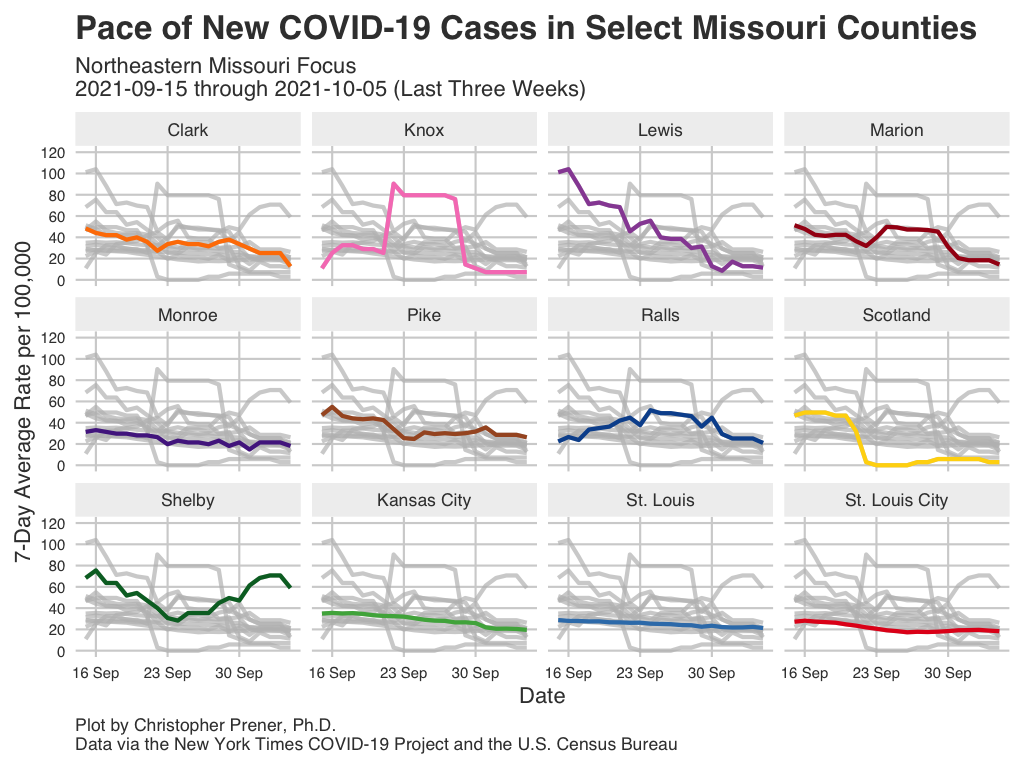 Pace of New COVID-19 Cases in Select Missouri Counties
Northeastern Missouri Focus
2021-09-15 through 2021-10-05 (Last Three Weeks)
Clark Knox Lewis Marion
120
100
80
60
40
20
0
Monroe Pike Ralls Scotland
120
100
80
60
40
20
0
Shelby Kansas City St. Louis St. Louis City
120
100
80
60
40
20
0
7-Day Average Rate per 100,000
16 Sep 23 Sep 30 Sep 16 Sep 23 Sep 30 Sep 16 Sep 23 Sep 30 Sep 16 Sep 23 Sep 30 Sep
Date
Plot by Christopher Prener, Ph.D.
Data via the New York Times COVID-19 Project and the U.S. Census Bureau